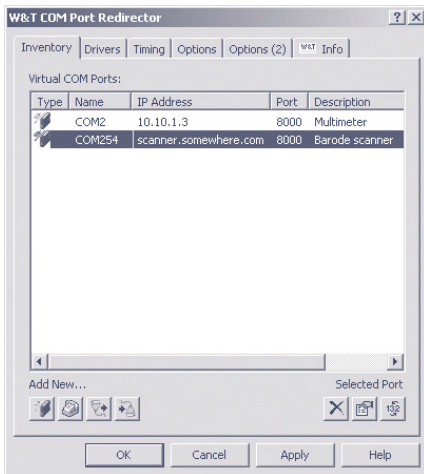 W&T COM Port Redirector
Inventory Drivers Timing Options Options (2) W&T Info
Virtual COM Ports:
Type Name IP Address Port Description
COM2 10.10.1.3 8000 Multimeter
COM254 scanner.somewhere.com 8000 Barode scanner
Add New... Selected Port
OK Cancel Apply Help